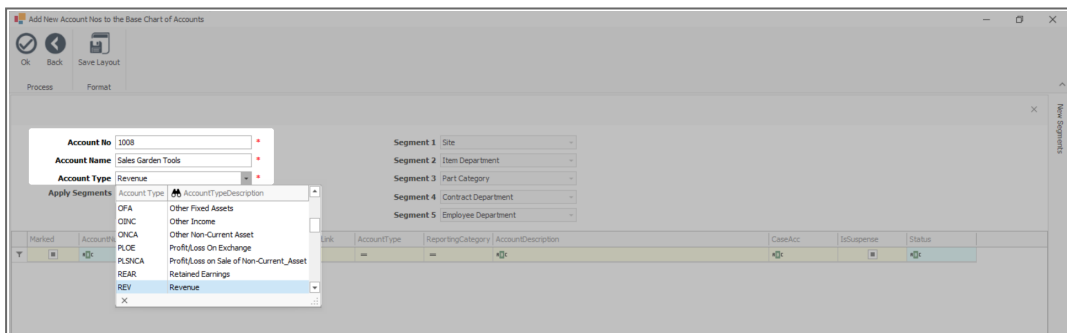 Add New Account Nos to the Base Chart of Accounts
Ok Back Save Layout
Process Format
New Segments
Account No 1008 * Segment 1 Site
Account Name Sales Garden Tools * Segment 2 Item Department
Account Type Revenue * Segment 3 Part Category
Apply Segments Account Type AccountTypeDescription Segment 4 Contract Department
OFA Other Fixed Assets Segment 5 Employee Department
OINC Other Income
ONCA Other Non-Current Asset
PLOE Profit/Loss On Exchange
PLSNCA Profit/Loss on Sale of Non-Current_Asset
REAR Retained Earnings
REV Revenue
Marked AccountType ReportingCategory AccountDescription CaseAcc IsSuspense Status